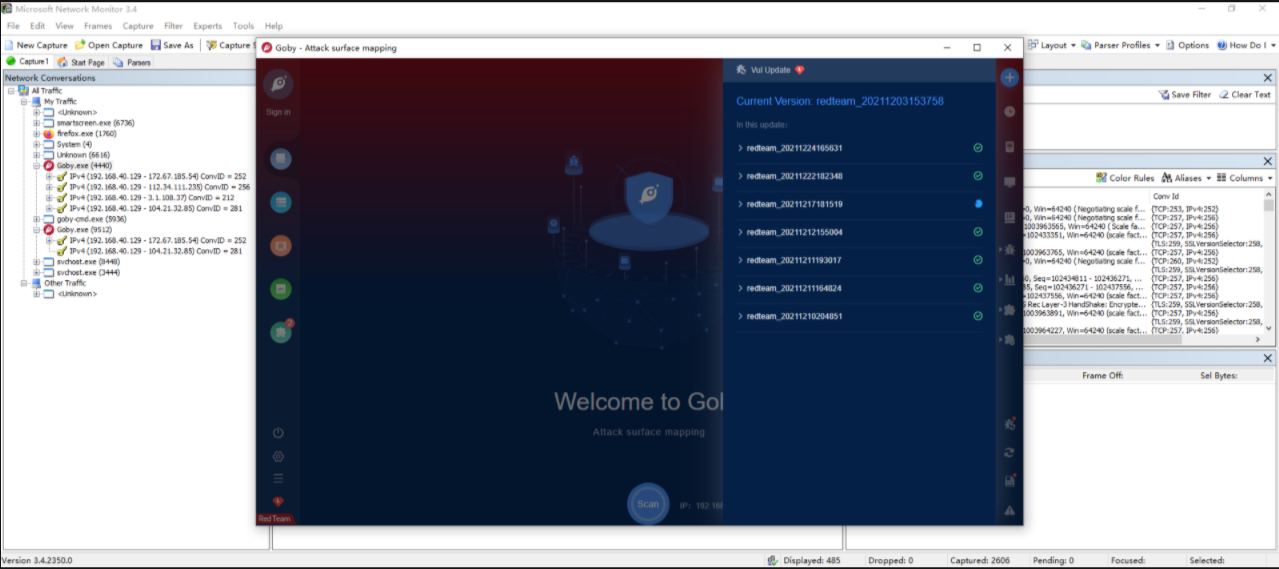 Microsoft Network Monitor 3.4
File Edit View Frames Capture Filter Experts Tools Help
New Capture Open Capture Save As Capture S
Layout Parser Profiles Options How Do I
Capture1 Start Page Parsers
Network Conversations
All Traffic
My Traffic
<Unknown>
smartscreen.exe (6736)
firefox.exe (1760)
System (4)
Unknown (6616)
Goby.exe (4440)
IPv4 (192.168.40.129 - 172.67.185.54) ConvID = 252
IPv4 (192.168.40.129 - 112.34.111.235) ConvID = 256
IPv4 (192.168.40.129 - 3.1.108.37) ConvID = 212
IPv4 (192.168.40.129 - 104.21.32.85) ConvID = 281
goby-cmd.exe (5936)
Goby.exe (9512)
IPv4 (192.168.40.129 - 172.67.185.54) ConvID = 252
IPv4 (192.168.40.129 - 104.21.32.85) ConvID = 281
svchost.exe (8448)
svchost.exe (3444)
Other Traffic
<Unknown>
Goby - Attack surface mapping
Sign in
Red Team
Welcome to Gob
Attack surface mapping
Scan
IP: 192.168
Vul Update
Current Version: redteam_20211203153758
In this update:
redteam_20211224165631
redteam_20211222182348
redteam_20211217181519
redteam_20211212155004
redteam_20211211193017
redteam_20211211164824
redteam_20211210204851
Save Filter Clear Text
Color Rules Aliases Columns
Conv Id
=0, Win=64240 ( Negotiating scale f... {TCP:253, IPv4:252}
=0, Win=64240 ( Negotiating scale f... {TCP:257, IPv4:256}
1003963565, Win=64240 ( Scale fa... {TCP:257, IPv4:256}
=102433351, Win=64240 (scale fact... {TCP:257, IPv4:256}
{TLS:259, SSLVersionSelector:258,
1003963765, Win=64240 (scale fac... {TCP:257, IPv4:256}
=0, Win=64240 ( Negotiating scale f... {TCP:260, IPv4:252}
{TLS:259, SSLVersionSelector:258,
0, Seq=102434811 - 102436271, ... {TCP:257, IPv4:256}
35, Seq=102436271 - 102437556, ... {TCP:257, IPv4:256}
=102437556, Win=64240 (scale fact... {TCP:257, IPv4:256}
S Rec Layer-3 HandShake: Encrypte... {TLS:259, SSLVersionSelector:258,
1003963891, Win=64240 (scale fac... {TCP:257, IPv4:256}
{TLS:259, SSLVersionSelector:258,
1003964227, Win=64240 (scale fac... {TCP:257, IPv4:256}
Frame Off: Sel Bytes:
Version 3.4.2350.0 Displayed: 485 Dropped: 0 Captured: 2606 Pending: 0 Focused: Selected: